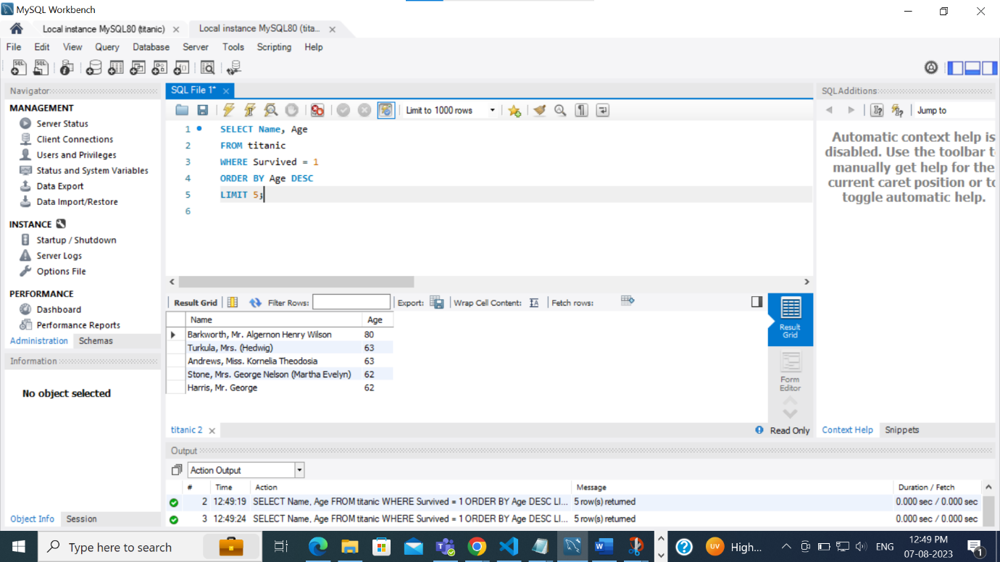 MySQL Workbench
Local instance MySQL80 (titanic)
Local instance MySQL80 (tita...
File Edit View Query Database Server Tools Scripting Help
Navigator
MANAGEMENT
Server Status
Client Connections
Users and Privileges
Status and System Variables
Data Export
Data Import/Restore
INSTANCE
Startup / Shutdown
Server Logs
Options File
PERFORMANCE
Dashboard
Performance Reports
Administration Schemas
Information
No object selected
Object Info Session
SQL File 1*
Limit to 1000 rows
1 SELECT Name, Age
2 FROM titanic
3 WHERE Survived = 1
4 ORDER BY Age DESC
5 LIMIT 5;
6
Result Grid Filter Rows: Export: Wrap Cell Content: Fetch rows:
Name Age
Barkworth, Mr. Algernon Henry Wilson 80
Turkula, Mrs. (Hedwig) 63
Andrews, Miss. Kornelia Theodosia 63
Stone, Mrs. George Nelson (Martha Evelyn) 62
Harris, Mr. George 62
Result
Grid
Form
Editor
titanic 2
Read Only
SQLAdditions
Jump to
Automatic context help is
disabled. Use the toolbar t
manually get help for the
current caret position or to
toggle automatic help.
Context Help Snippets
Output
Action Output
# Time Action Message Duration / Fetch
2 12:49:19 SELECT Name, Age FROM titanic WHERE Survived = 1 ORDER BY Age DESC LI... 5 row(s) returned 0.000 sec / 0.000 sec
3 12:49:24 SELECT Name, Age FROM titanic WHERE Survived = 1 ORDER BY Age DESC LI... 5 row(s) returned 0.000 sec / 0.000 sec
Type here to search
UV
High...
ENG
12:49 PM
07-08-2023
1